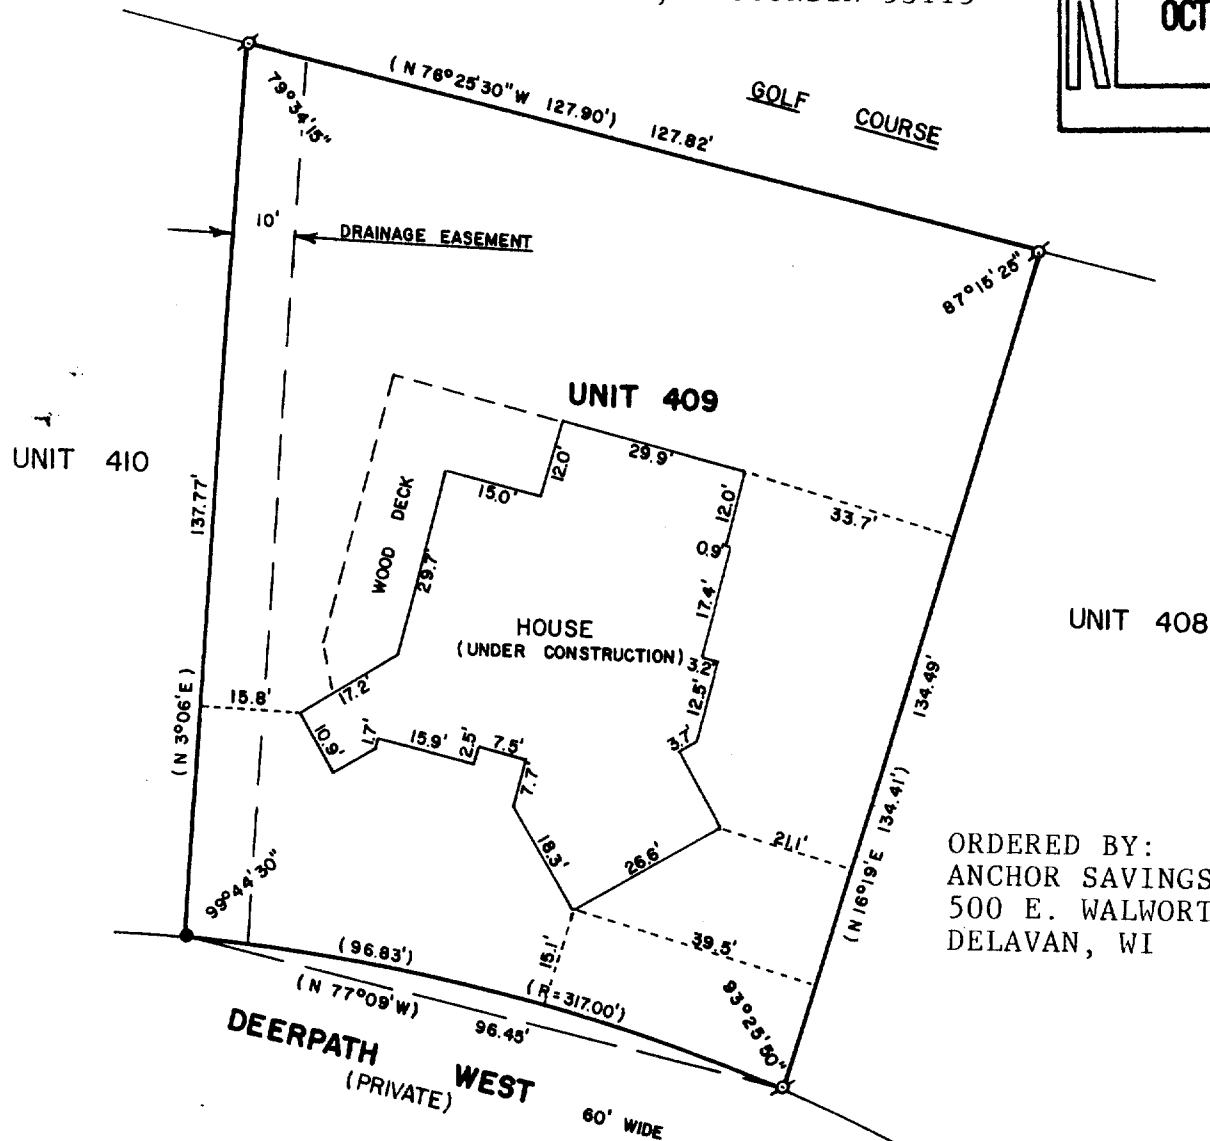 53115
OCT
( N 76°25'30" W 127.90') 127.82'
GOLF COURSE
79°34'15"
10'
DRAINAGE EASEMENT
87°15'25"
UNIT 409
UNIT 410
29.9'
12.0'
15.0'
12.0'
33.7'
137.77'
WOOD DECK
29.7'
0.9'
17.4'
HOUSE
(UNDER CONSTRUCTION)
UNIT 408
3.2'
12.5'
134.49'
15.8'
17.2'
(N 3°06' E)
10.9'
1.7'
15.9'
2.5'
7.5'
3.7'
7.7'
18.3'
26.6'
21.1'
(N 16°19' E 134.41')
ORDERED BY:
ANCHOR SAVINGS
500 E. WALWORT
DELAVAN, WI
99°44'30"
(96.83')
15.1'
39.5'
(N 77°09' W)
(R=317.00')
93°25'50"
96.45'
DEERPATH WEST
(PRIVATE)
60' WIDE